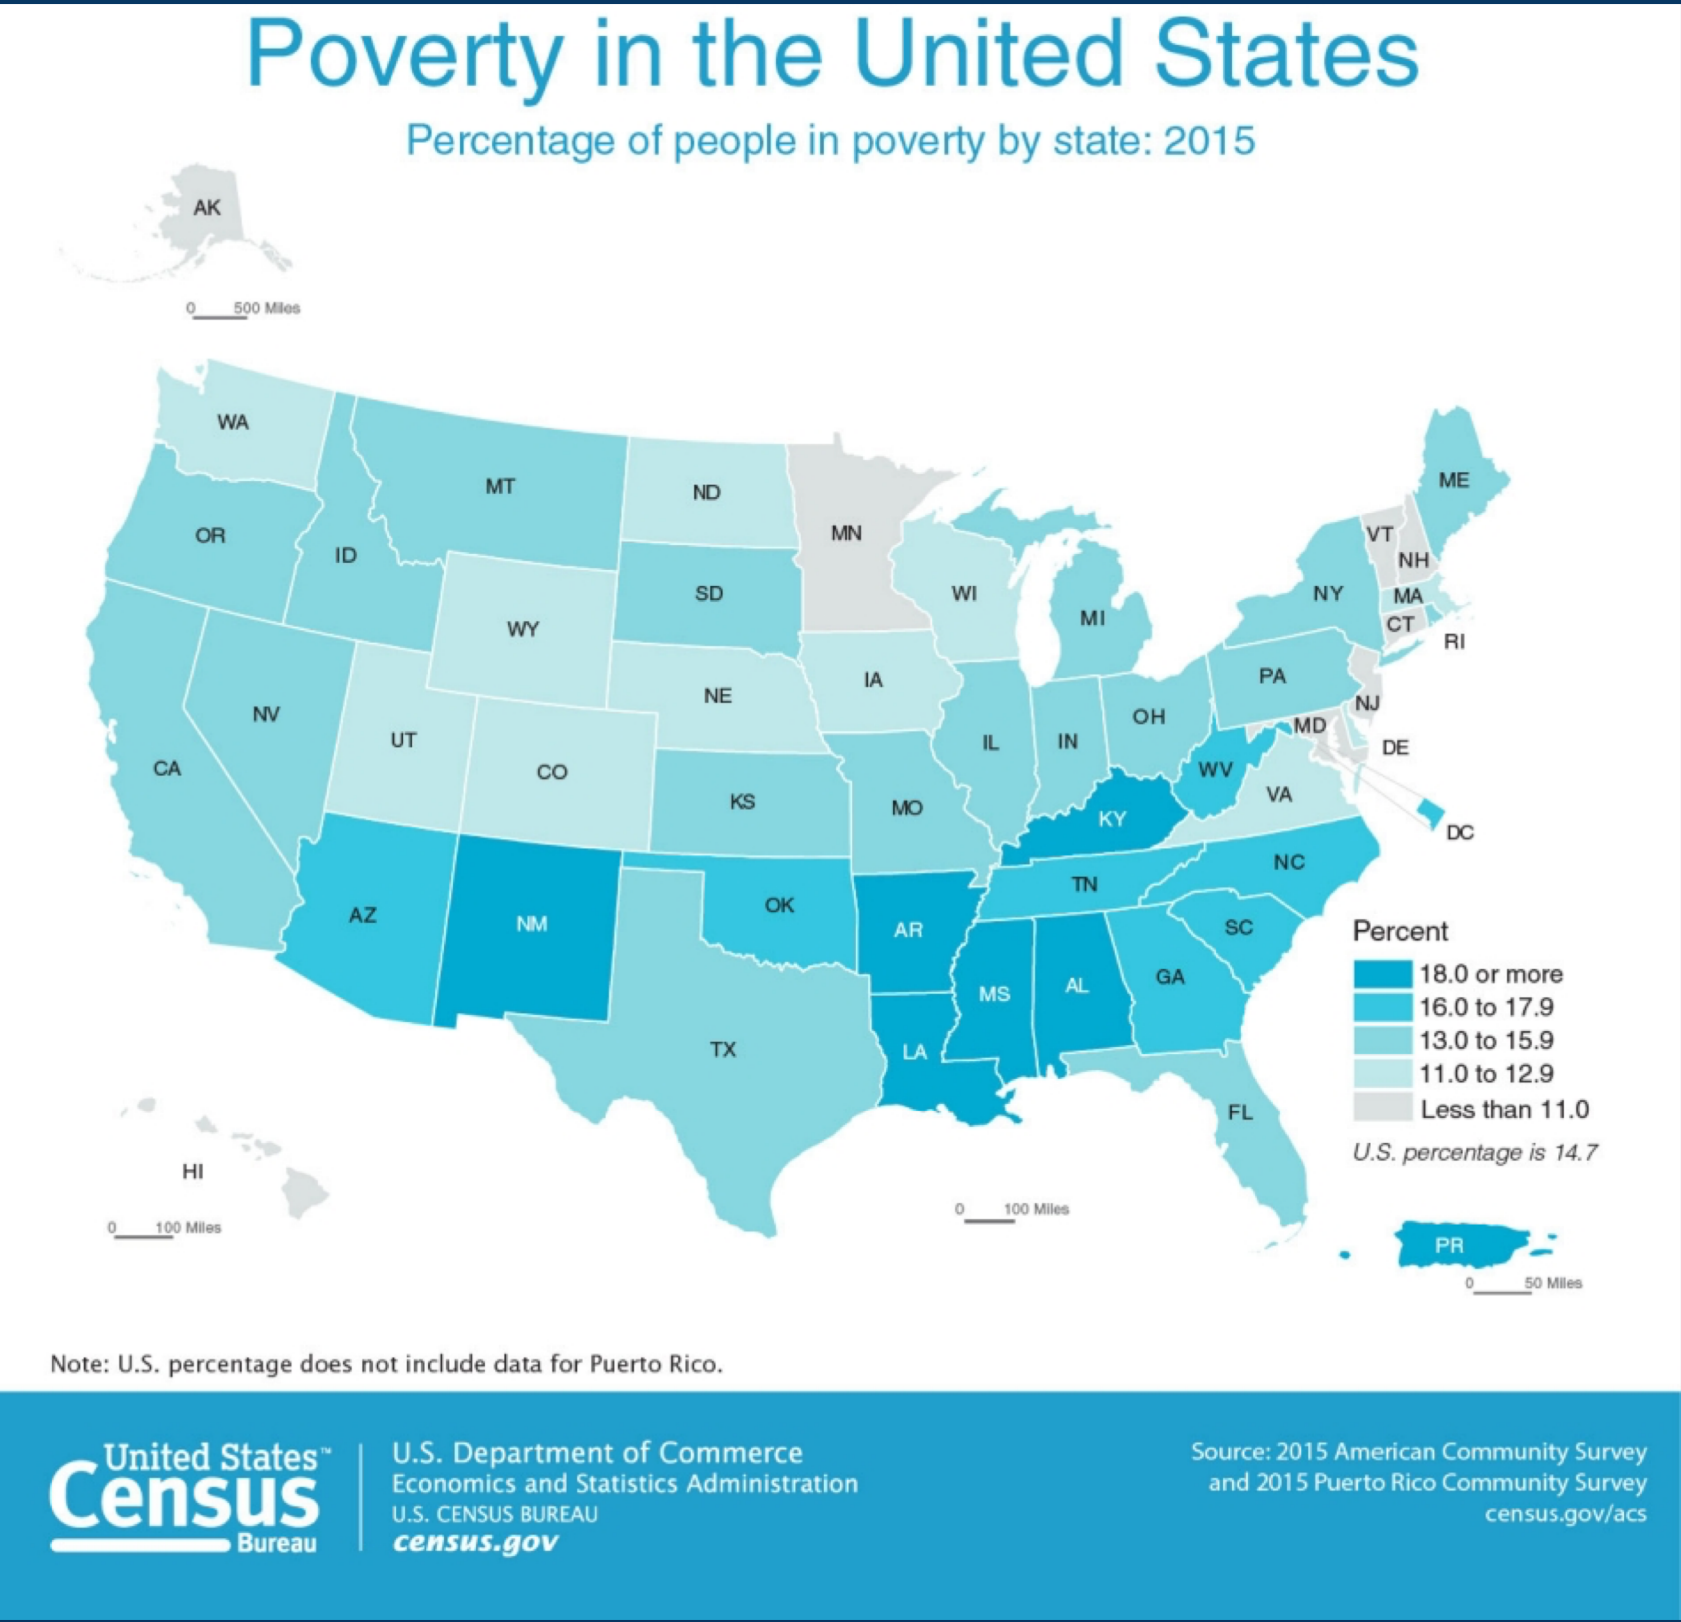 Poverty in the United States
Percentage of people in poverty by state: 2015
AK
0 500 Miles
WA
MT
ND
MN
ME
OR
ID
SD
WI
VT
NH
NY
MA
MI
CT
RI
WY
IA
PA
NE
NJ
NV
UT
OH
MD
IL
IN
DE
CA
CO
WV
KS
MO
VA
KY
DC
NC
TN
AZ
NM
OK
AR
SC
GA
MS
AL
TX
LA
FL
Percent
18.0 or more
16.0 to 17.9
13.0 to 15.9
11.0 to 12.9
Less than 11.0
U.S. percentage is 14.7
HI
0 100 Miles
0 100 Miles
PR
0 50 Miles
Note: U.S. percentage does not include data for Puerto Rico.
United States™
Census
Bureau
U.S. Department of Commerce
Economics and Statistics Administration
U.S. CENSUS BUREAU
census.gov
Source: 2015 American Community Survey
and 2015 Puerto Rico Community Survey
census.gov/acs